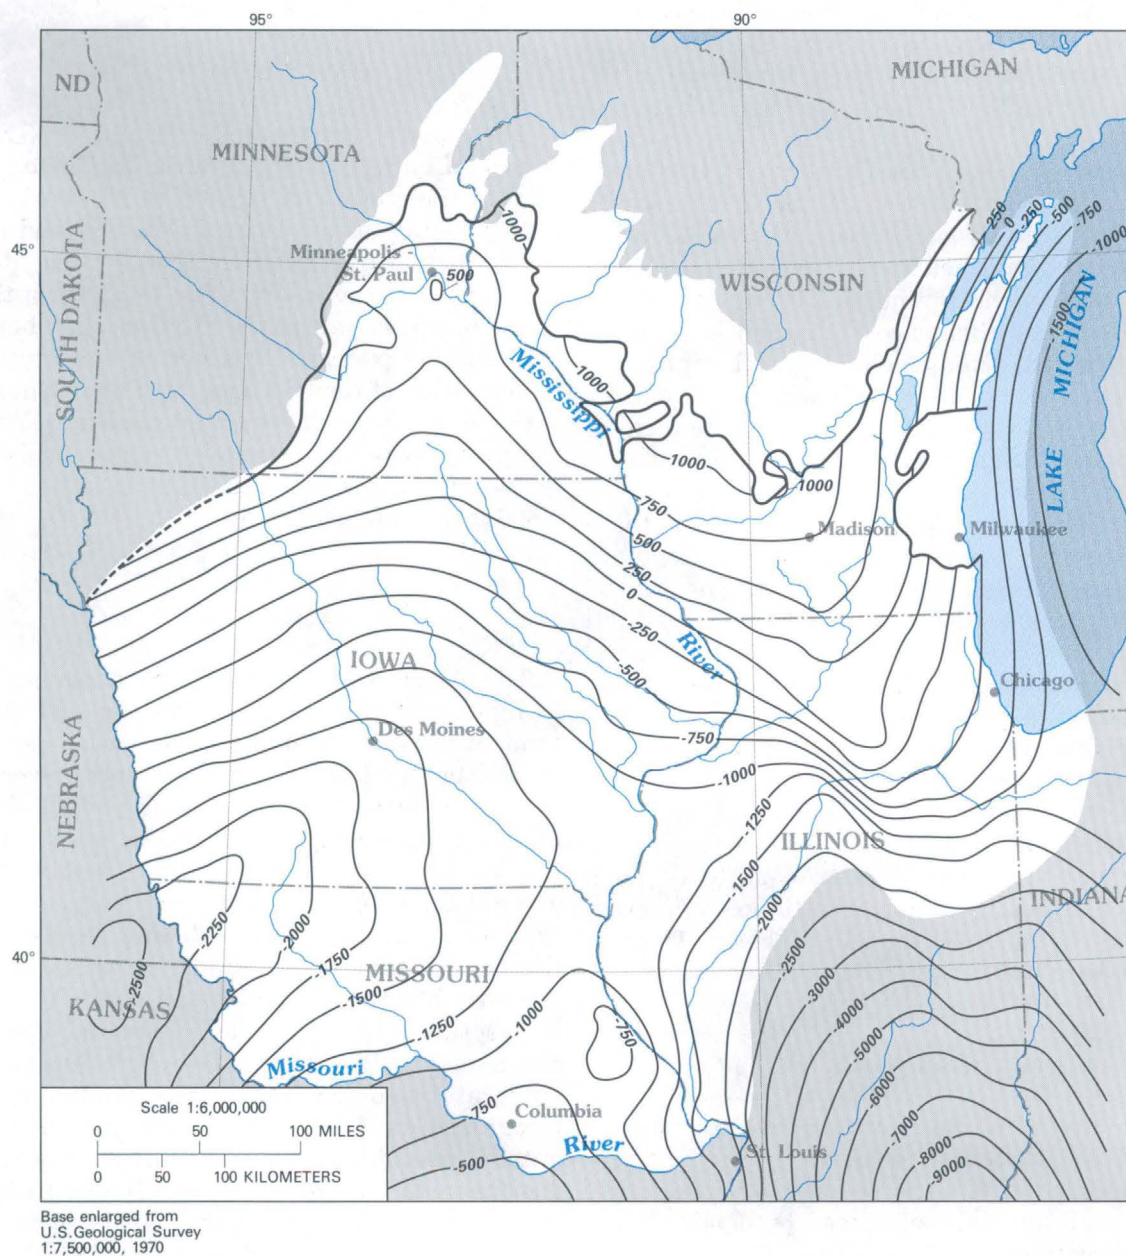 95°
90°
ND
MICHIGAN
MINNESOTA
45°
SOUTH DAKOTA
Minneapolis -
St. Paul
500
1000
WISCONSIN
250
0
-250
-500
-750
-1000
-1500
LAKE MICHIGAN
Mississippi
1000
1000
1000
750
Madison
Milwaukee
500
250
0
-250
River
-500
-750
-1000
IOWA
Des Moines
Chicago
NEBRASKA
-1250
ILLINOIS
-1500
-2000
INDIANA
-2250
-2000
-1750
-1500
-1250
-1000
-750
40°
-2500
KANSAS
MISSOURI
-2500
-3000
-4000
-5000
-6000
-7000
-8000
-9000
Missouri
-750
Columbia
River
-500
St. Louis
Scale 1:6,000,000
0 50 100 MILES
0 50 100 KILOMETERS
Base enlarged from
U.S.Geological Survey
1:7,500,000, 1970